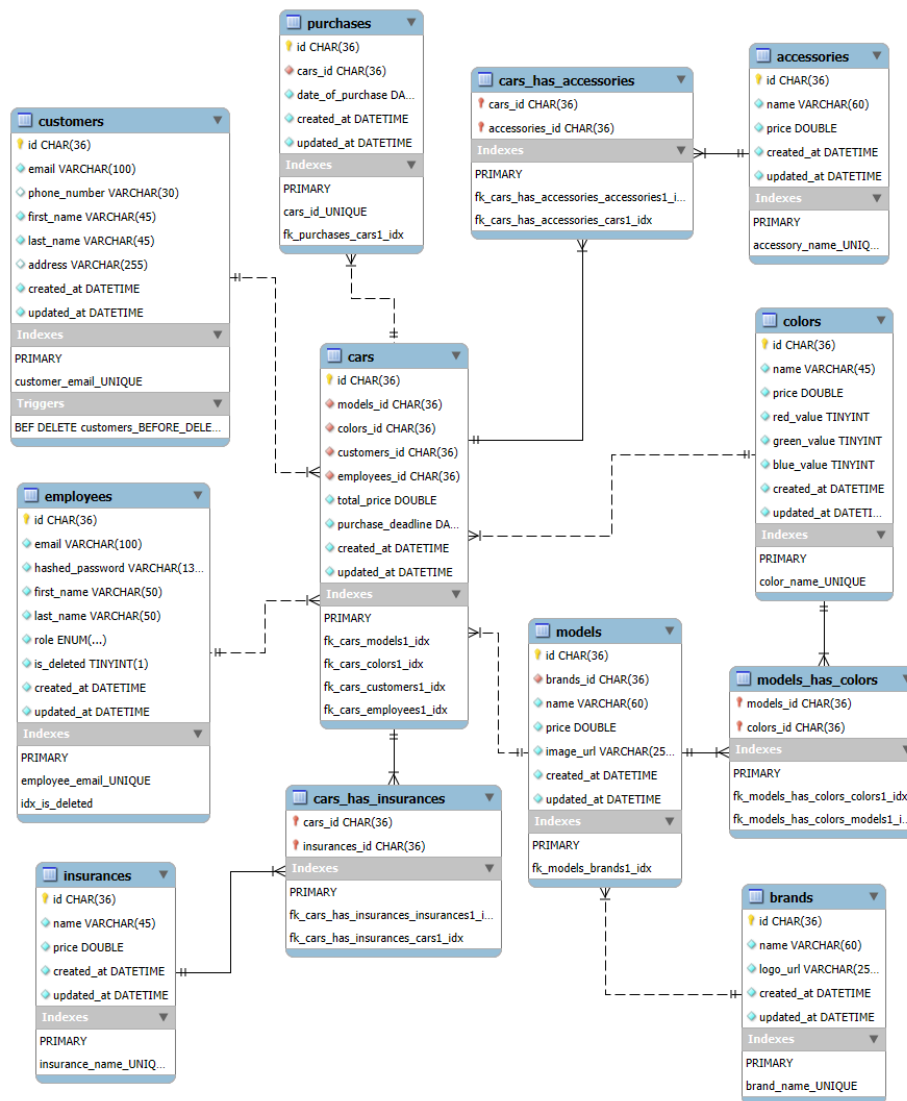 purchases
id CHAR(36)
cars_id CHAR(36)
date_of_purchase DA...
created_at DATETIME
updated_at DATETIME
Indexes
PRIMARY
cars_id_UNIQUE
fk_purchases_cars1_idx
cars_has_accessories
cars_id CHAR(36)
accessories_id CHAR(36)
Indexes
PRIMARY
fk_cars_has_accessories_accessories1_i...
fk_cars_has_accessories_cars1_idx
accessories
id CHAR(36)
name VARCHAR(60)
price DOUBLE
created_at DATETIME
updated_at DATETIME
Indexes
PRIMARY
accessory_name_UNIQ...
customers
id CHAR(36)
email VARCHAR(100)
phone_number VARCHAR(30)
first_name VARCHAR(45)
last_name VARCHAR(45)
address VARCHAR(255)
created_at DATETIME
updated_at DATETIME
Indexes
PRIMARY
customer_email_UNIQUE
Triggers
BEF DELETE customers_BEFORE_DELE...
cars
id CHAR(36)
models_id CHAR(36)
colors_id CHAR(36)
customers_id CHAR(36)
employees_id CHAR(36)
total_price DOUBLE
purchase_deadline DA...
created_at DATETIME
updated_at DATETIME
Indexes
PRIMARY
fk_cars_models1_idx
fk_cars_colors1_idx
fk_cars_customers1_idx
fk_cars_employees1_idx
colors
id CHAR(36)
name VARCHAR(45)
price DOUBLE
red_value TINYINT
green_value TINYINT
blue_value TINYINT
created_at DATETIME
updated_at DATETI...
Indexes
PRIMARY
color_name_UNIQUE
employees
id CHAR(36)
email VARCHAR(100)
hashed_password VARCHAR(13...
first_name VARCHAR(50)
last_name VARCHAR(50)
role ENUM(...)
is_deleted TINYINT(1)
created_at DATETIME
updated_at DATETIME
Indexes
PRIMARY
employee_email_UNIQUE
idx_is_deleted
models
id CHAR(36)
brands_id CHAR(36)
name VARCHAR(60)
price DOUBLE
image_url VARCHAR(25...
created_at DATETIME
updated_at DATETIME
Indexes
PRIMARY
fk_models_brands1_idx
models_has_colors
models_id CHAR(36)
colors_id CHAR(36)
Indexes
PRIMARY
fk_models_has_colors_colors1_idx
fk_models_has_colors_models1_i...
cars_has_insurances
cars_id CHAR(36)
insurances_id CHAR(36)
Indexes
PRIMARY
fk_cars_has_insurances_insurances1_i...
fk_cars_has_insurances_cars1_idx
insurances
id CHAR(36)
name VARCHAR(45)
price DOUBLE
created_at DATETIME
updated_at DATETIME
Indexes
PRIMARY
insurance_name_UNIQ...
brands
id CHAR(36)
name VARCHAR(60)
logo_url VARCHAR(25...
created_at DATETIME
updated_at DATETIME
Indexes
PRIMARY
brand_name_UNIQUE